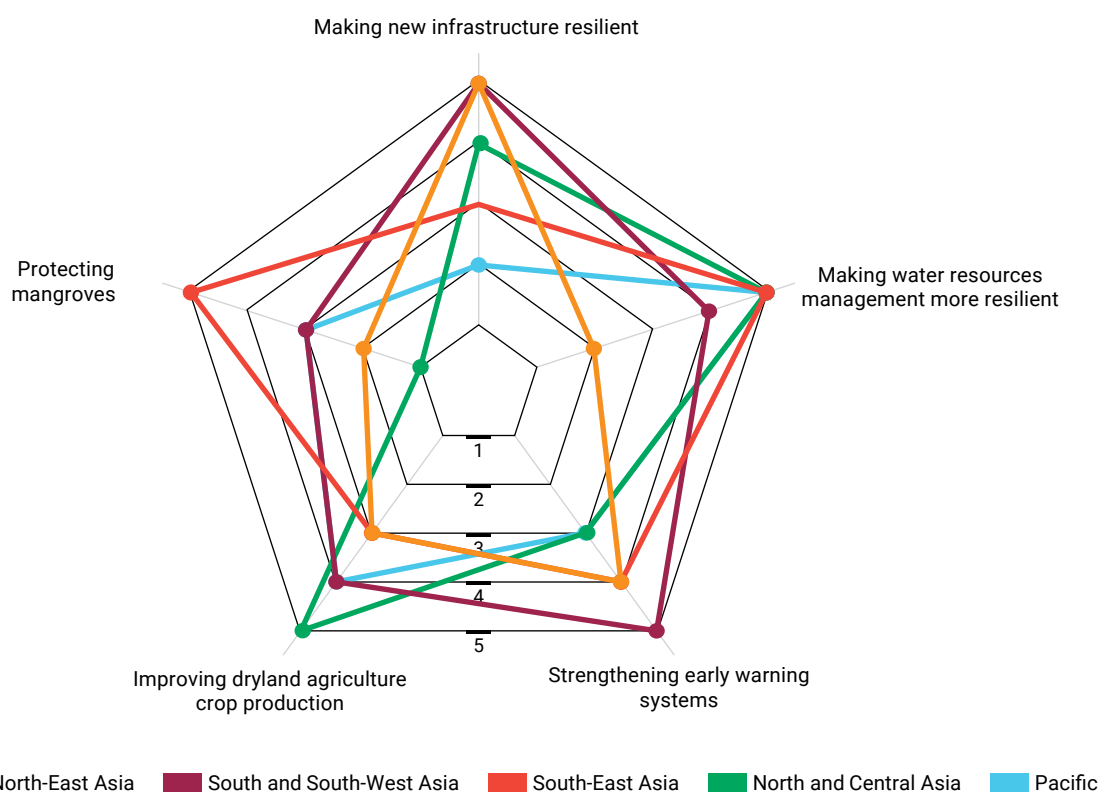 Making new infrastructure resilient
Protecting
mangroves
Making water resources
management more resilient
1
2
3
4
5
Improving dryland agriculture
crop production
Strengthening early warning
systems
North-East Asia
South and South-West Asia
South-East Asia
North and Central Asia
Pacific